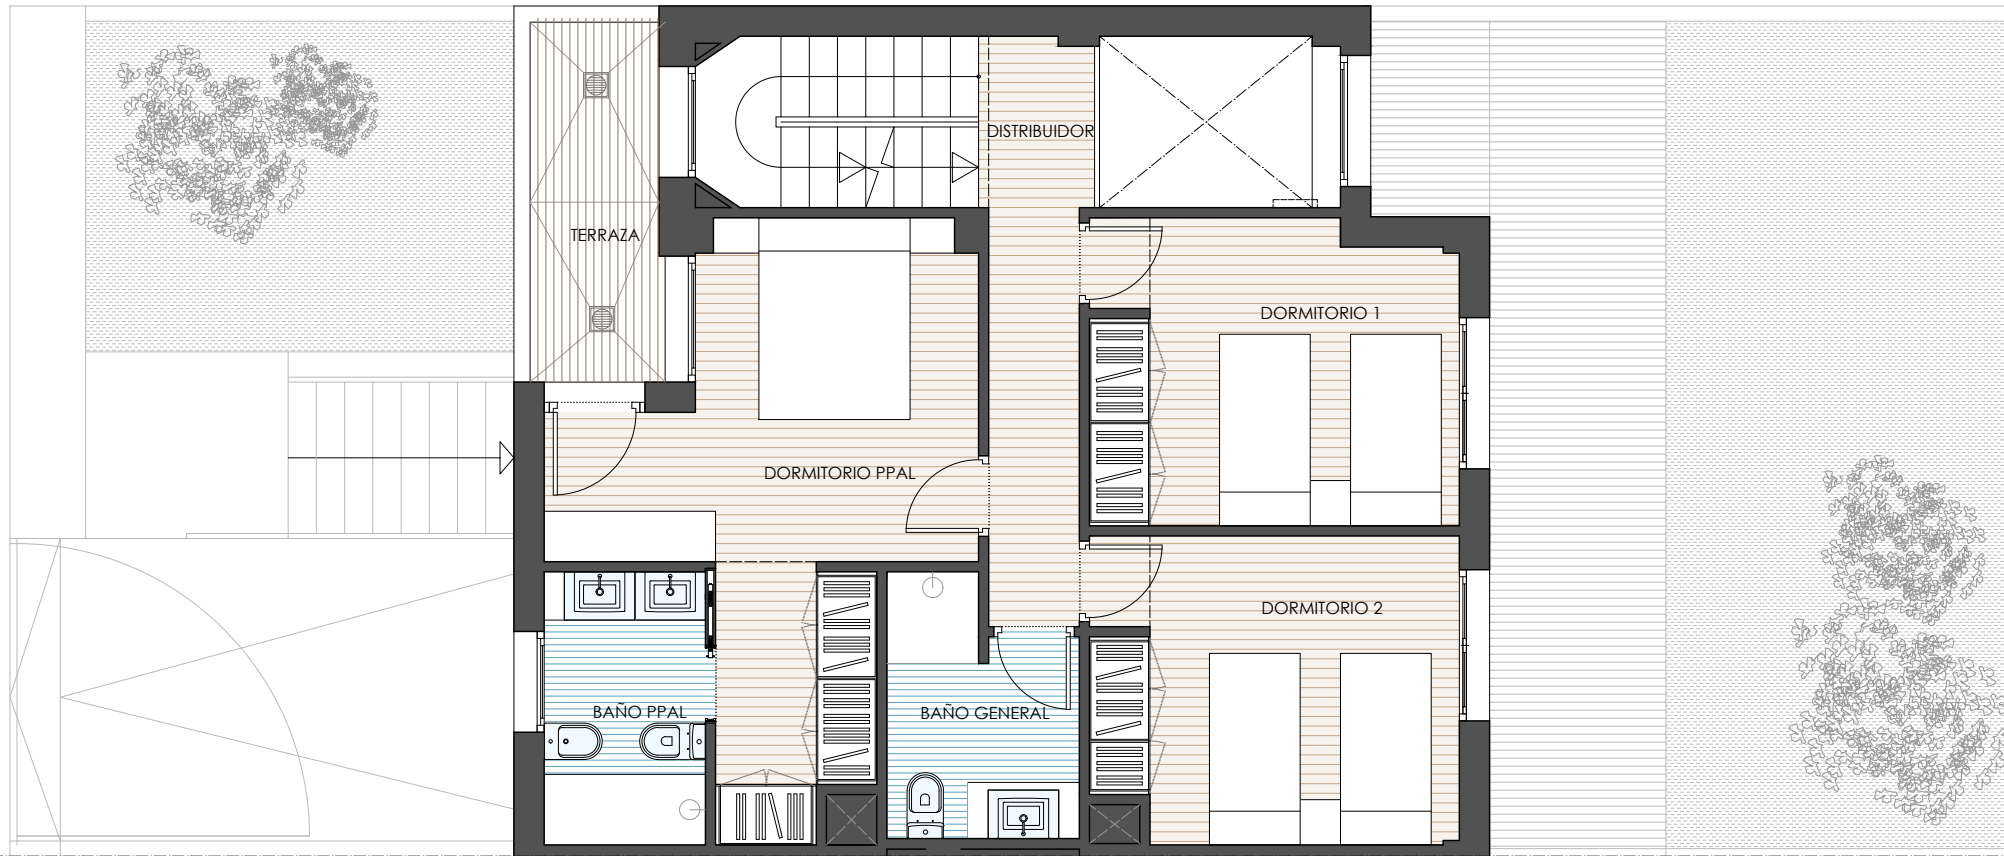 DISTRIBUIDOR
TERRAZA
DORMITORIO 1
DORMITORIO PPAL
DORMITORIO 2
BAÑO PPAL
BAÑO GENERAL